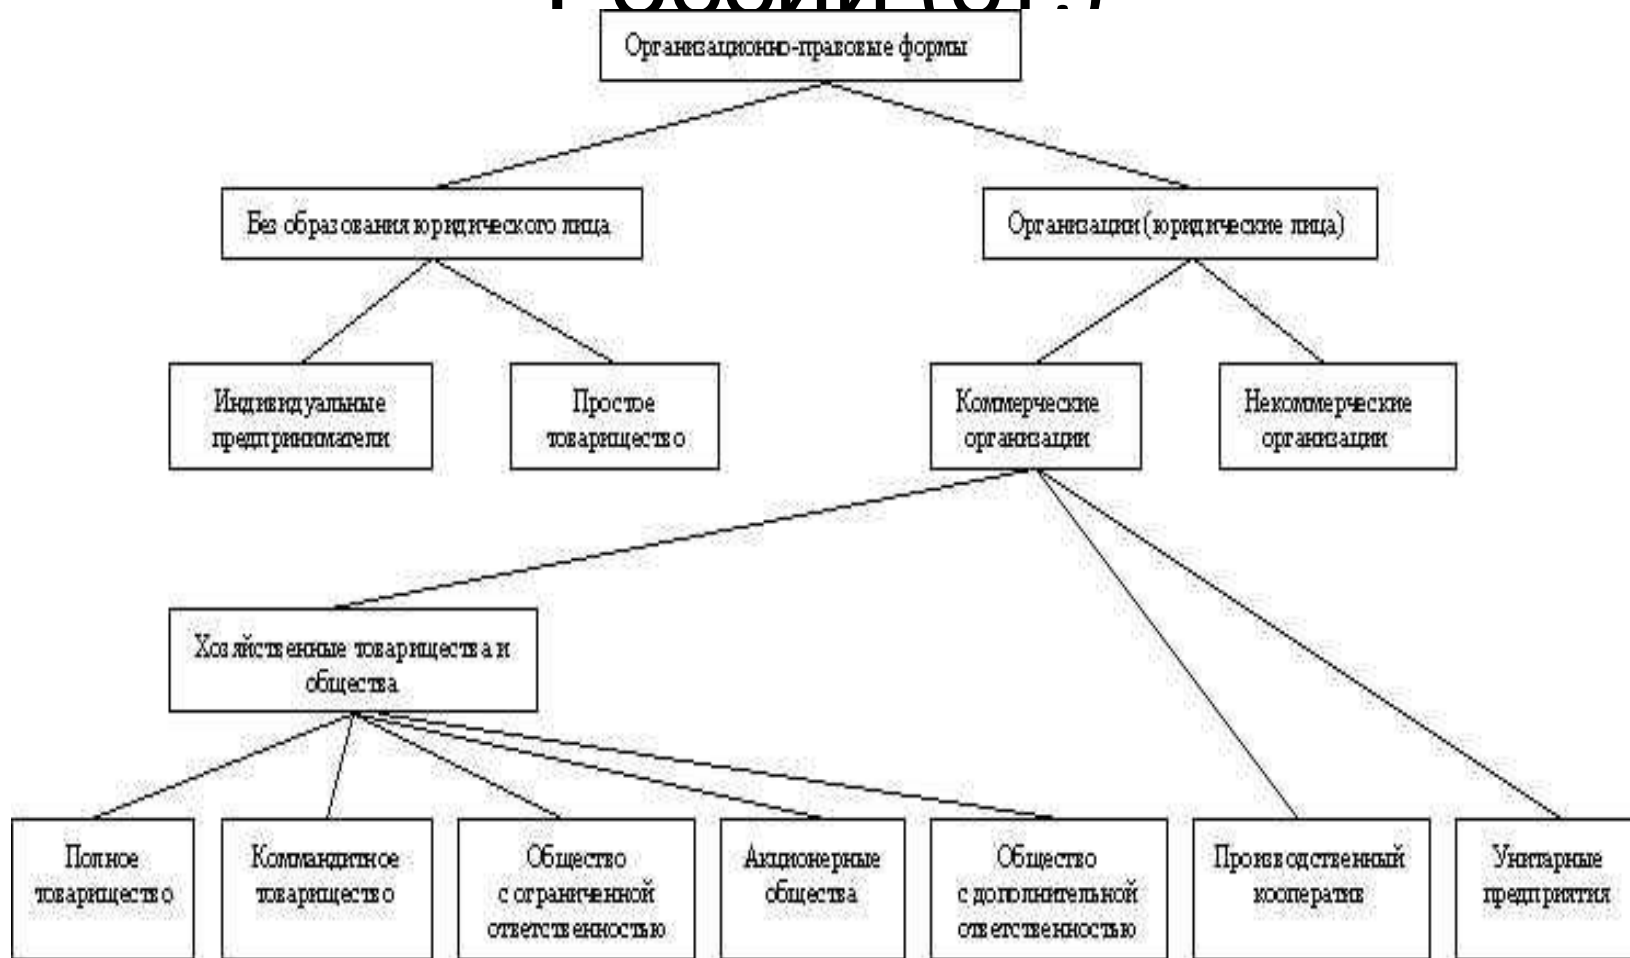 Организационно-правовые формы
Без образования юридического лица
Организации (юридические лица)
Индивидуальные
предприниматели
Простое
товарищество
Коммерческие
организации
Некоммерческие
организации
Хозяйственные товарищества и
общества
Полное
товарищество
Коммандитное
товарищество
Общество
с ограниченной
ответственностью
Акционерные
общества
Общество
с дополнительной
ответственностью
Производственный
кооператив
Унитарные
предприятия